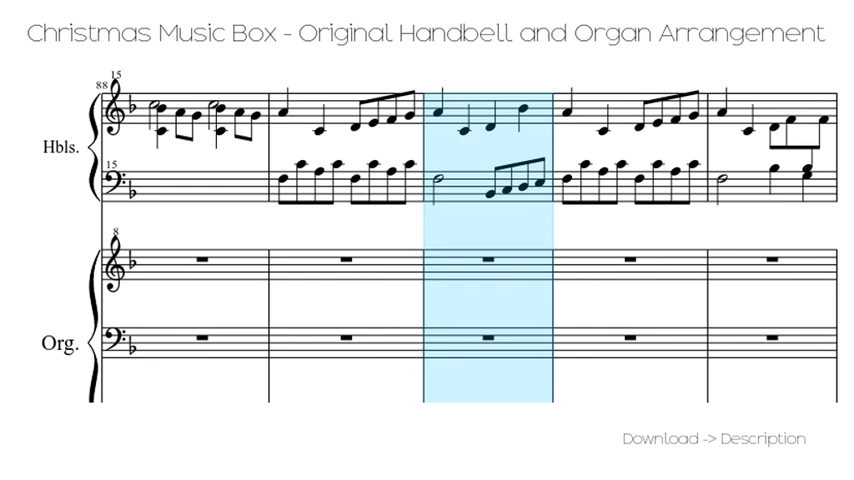 Christmas Music Box - Original Handbell and Organ Arrangement
15
88
Hbls.
15
8
Org.
Download -> Description